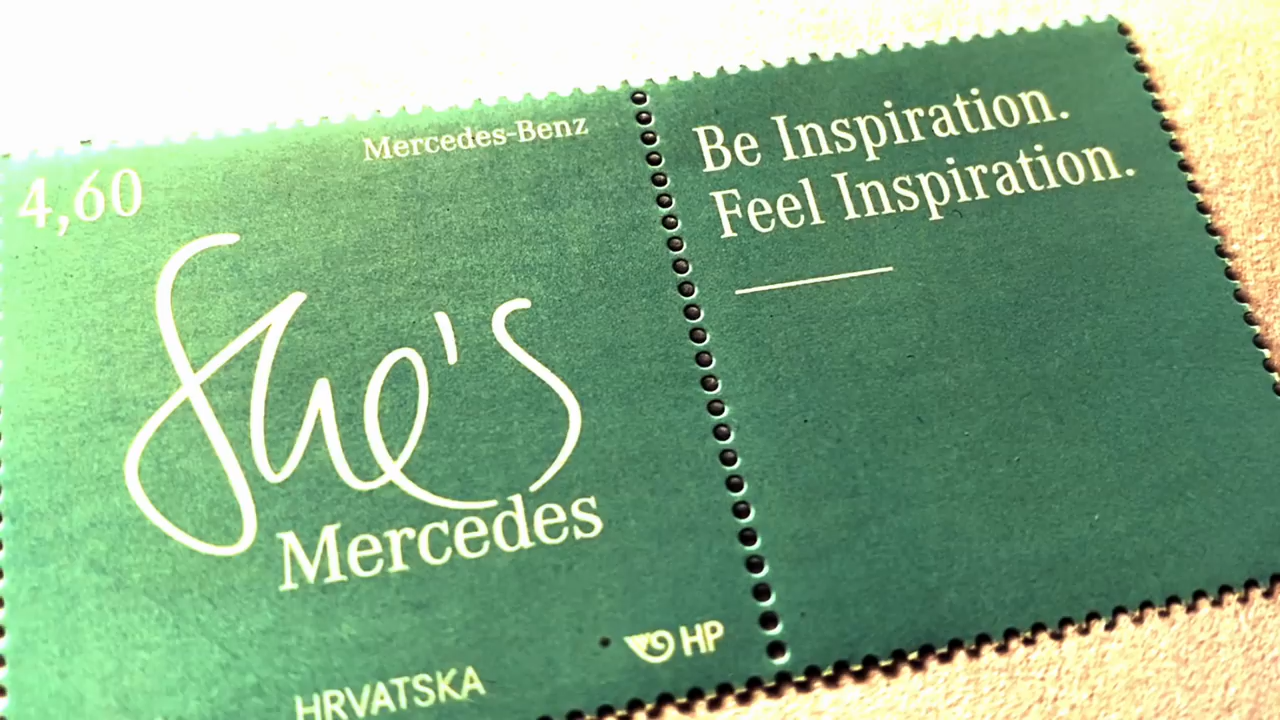 Mercedes-Benz
4,60
She's
Mercedes
HP
HRVATSKA
Be Inspiration.
Feel Inspiration.